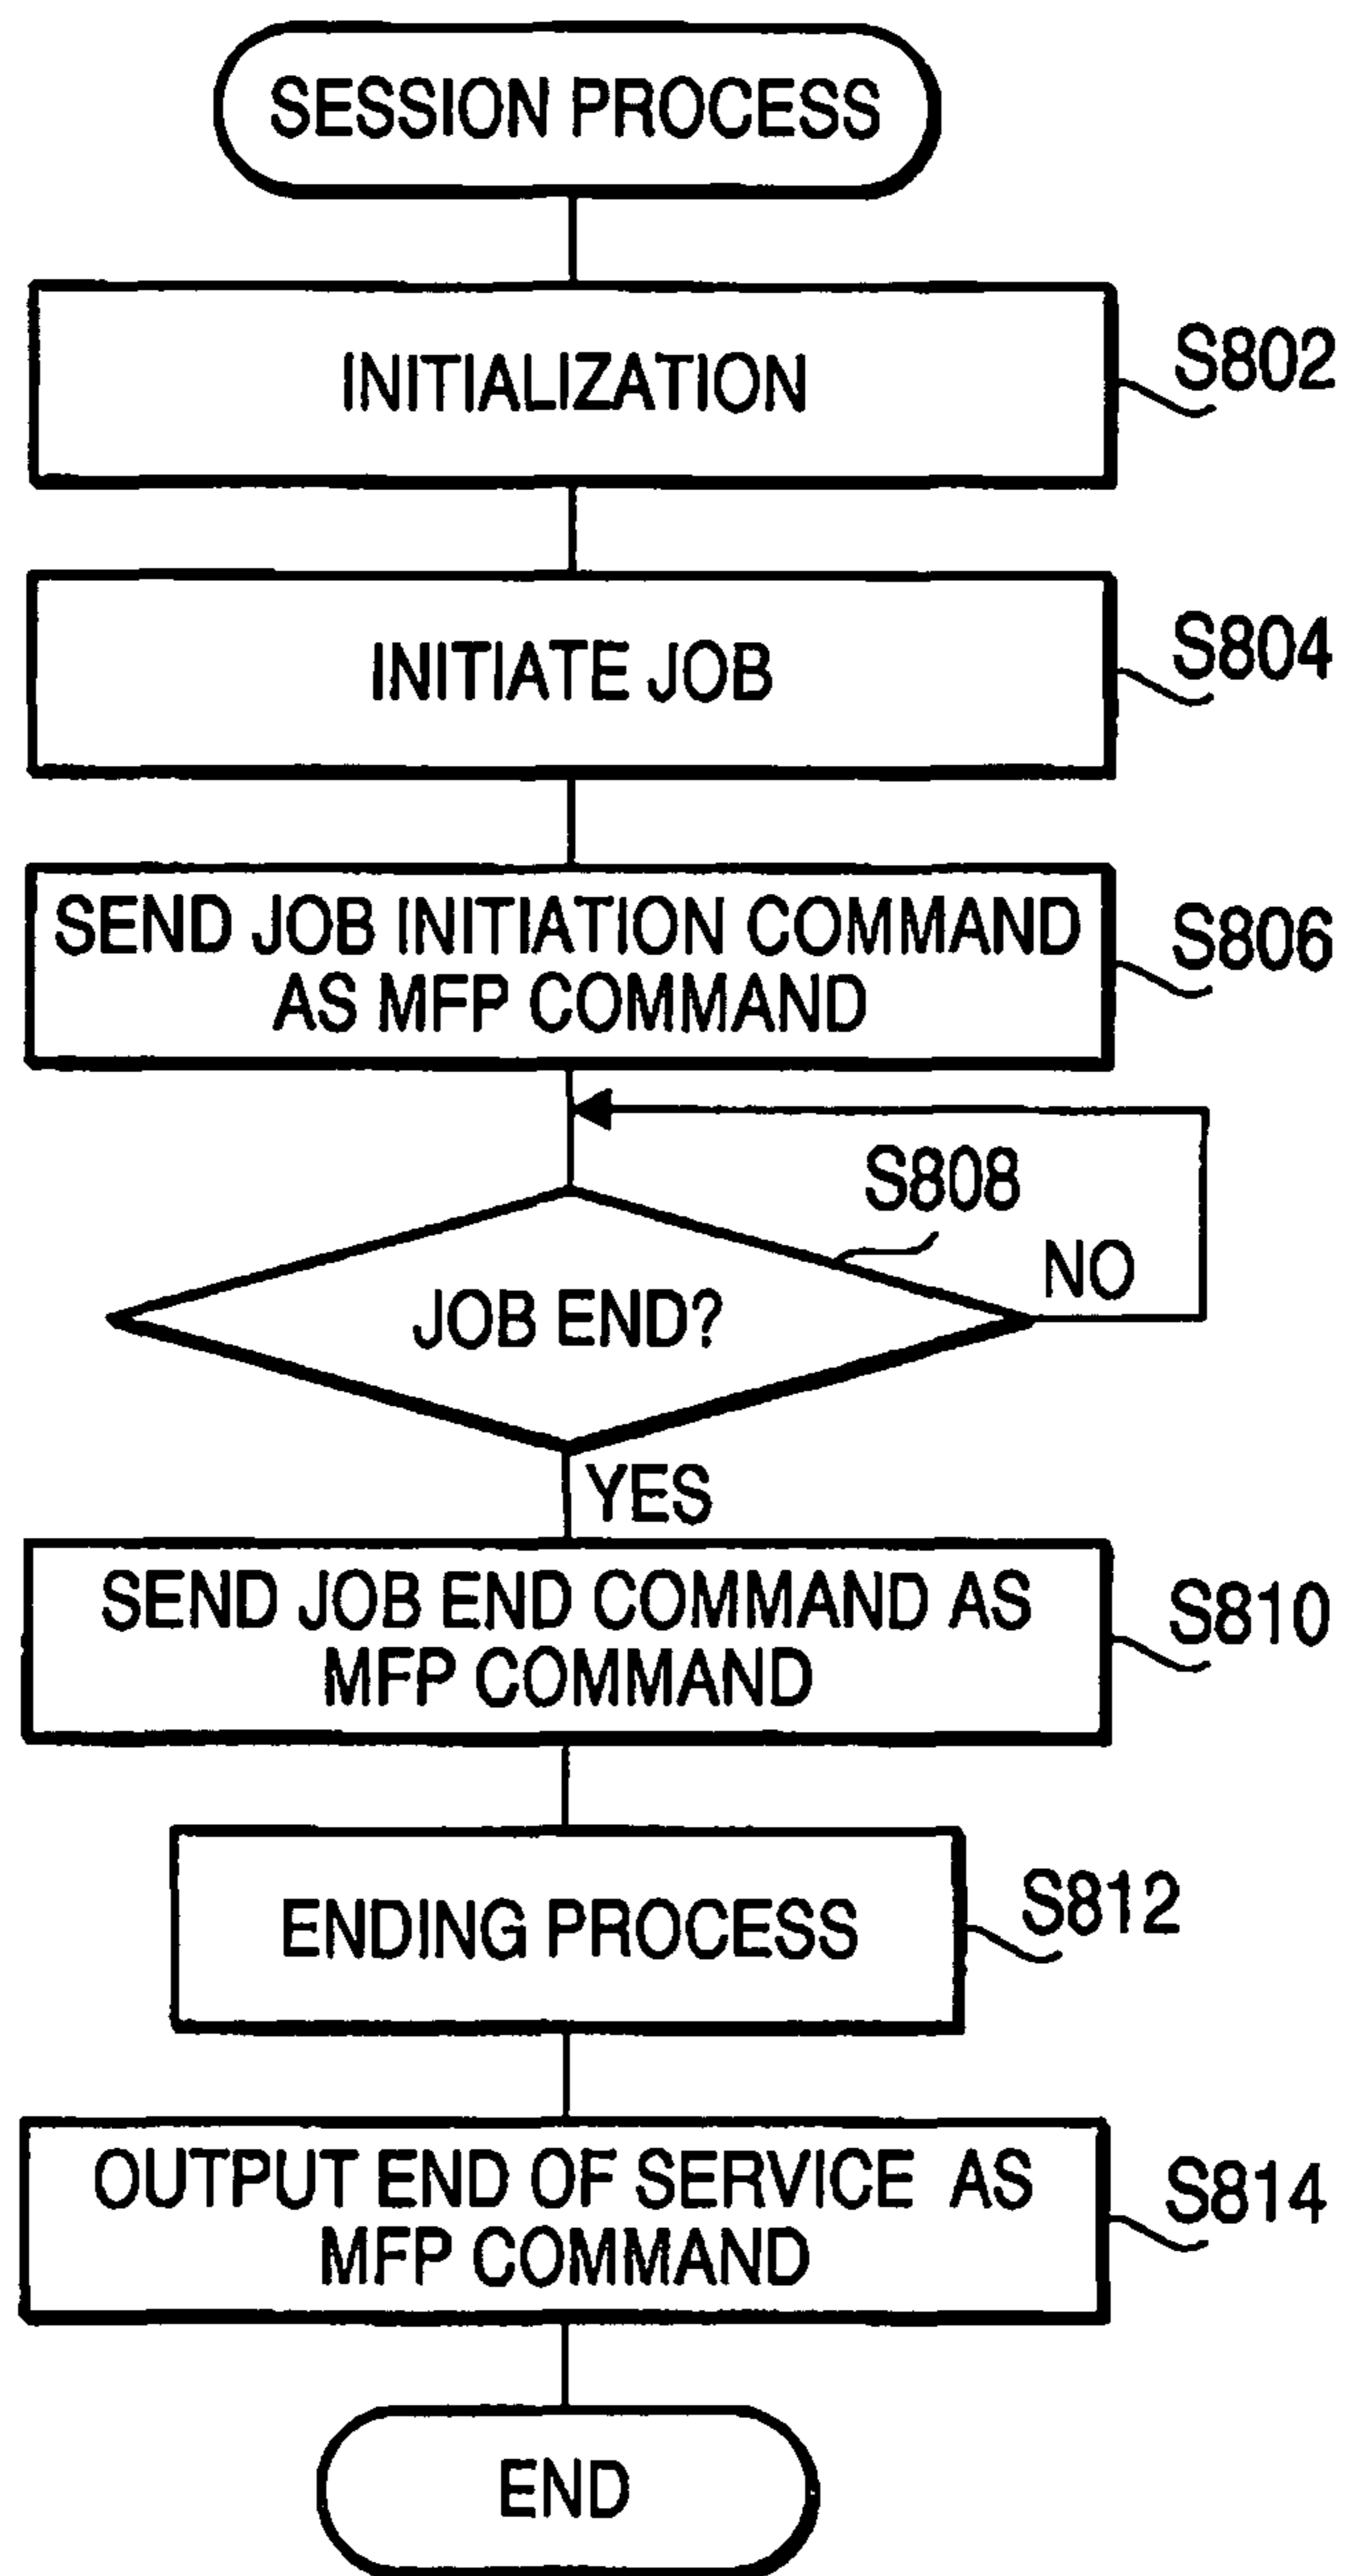 SESSION PROCESS
INITIALIZATION
S802
INITIATE JOB
S804
SEND JOB INITIATION COMMAND
AS MFP COMMAND
S806
S808
NO
JOB END?
YES
SEND JOB END COMMAND AS
MFP COMMAND
S810
ENDING PROCESS
S812
OUTPUT END OF SERVICE AS
MFP COMMAND
S814
END